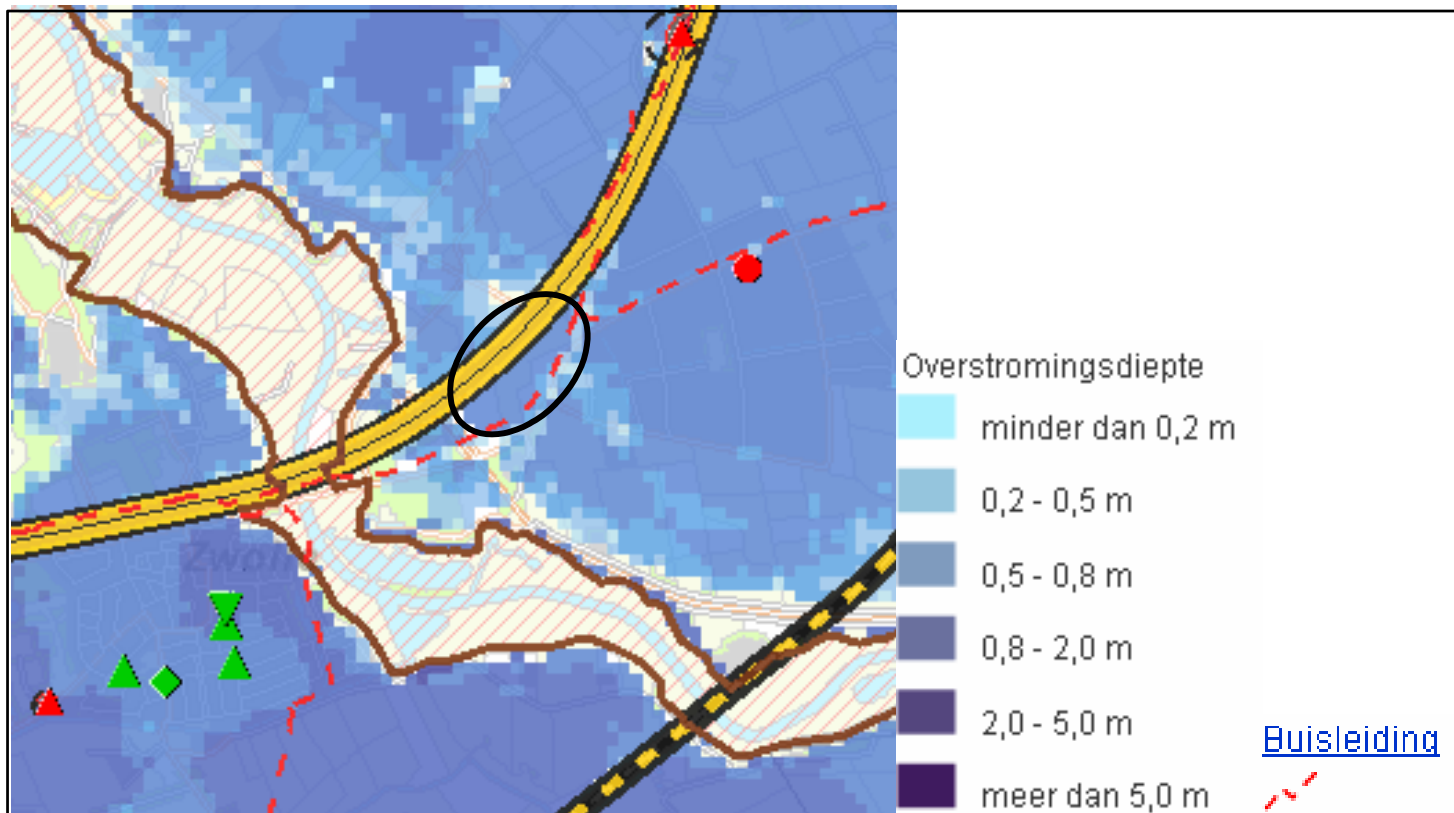 Overstromingsdiepte
minder dan 0,2 m
0,2 - 0,5 m
0,5 - 0,8 m
0,8 - 2,0 m
2,0 - 5,0 m
meer dan 5,0 m
Buisleiding